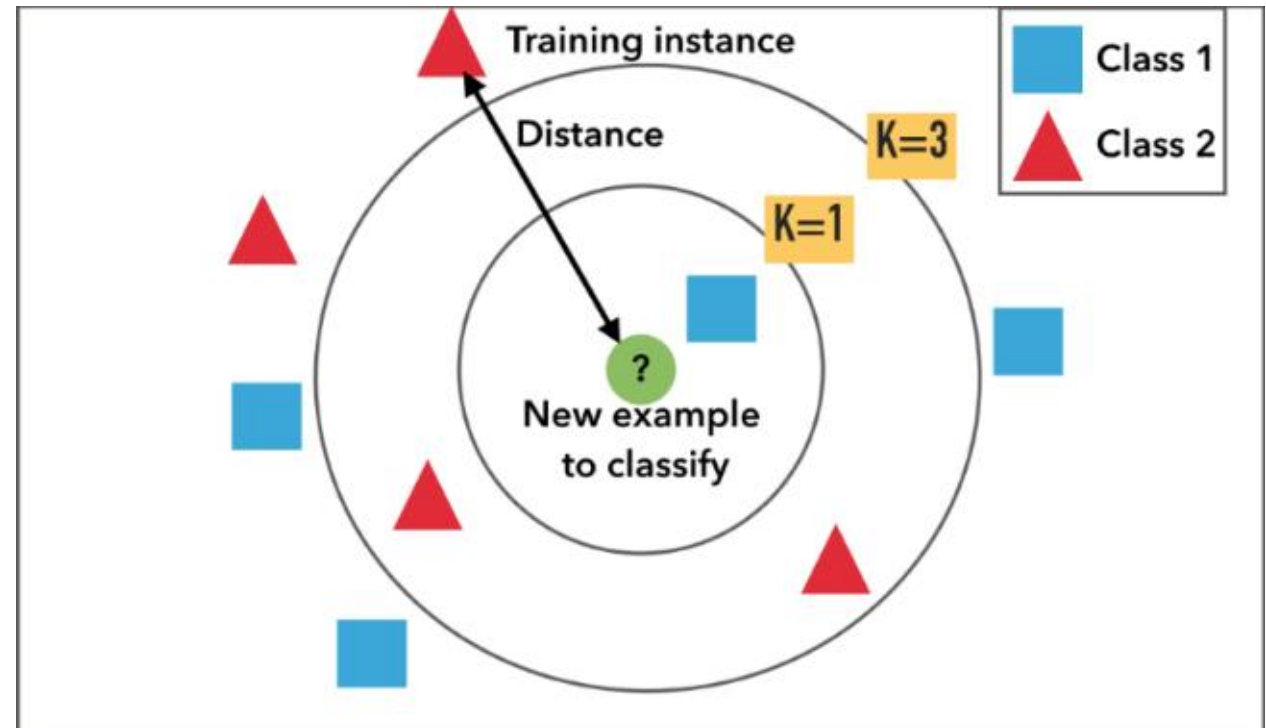 Training instance
Distance
K=3
K=1
Class 1
Class 2
?
New example
to classify